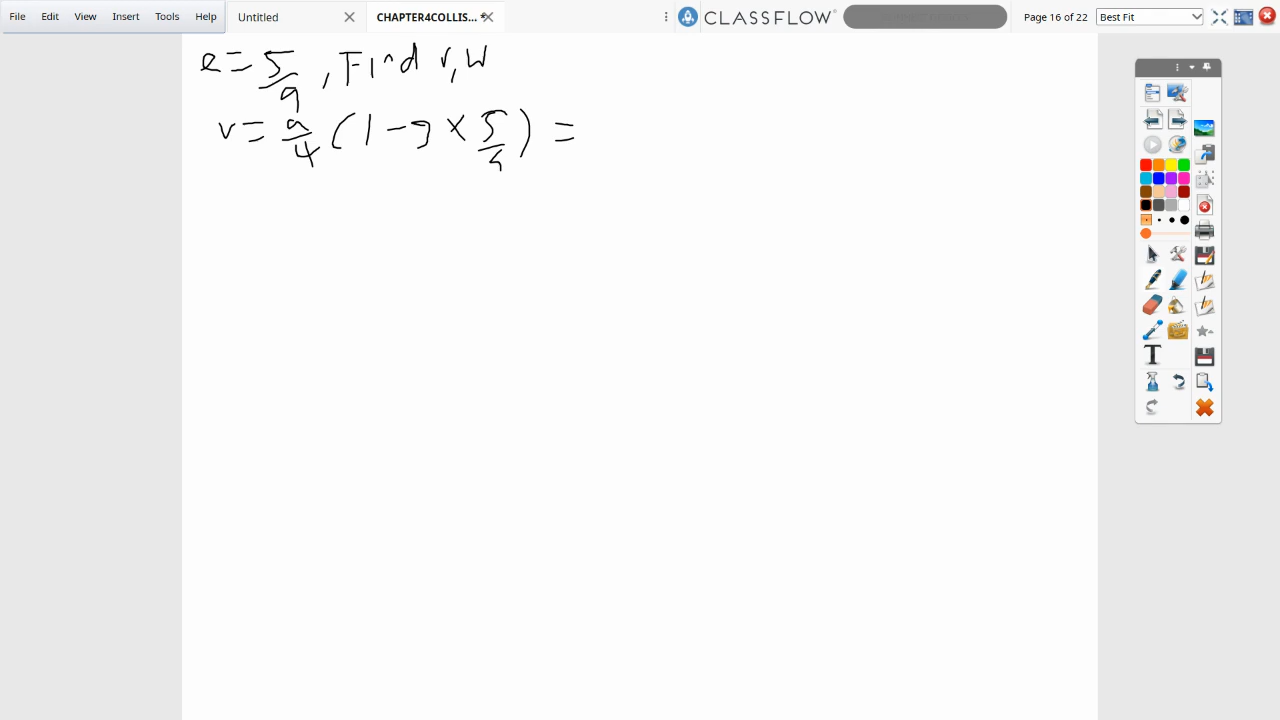 File Edit View Insert Tools Help Untitled CHAPTER4COLLIS... * CLASSFLOW Page 16 of 22 Best Fit
e = 5/9 , Find v, w
v = u/4 (1 - 9 × 5/9) =
T